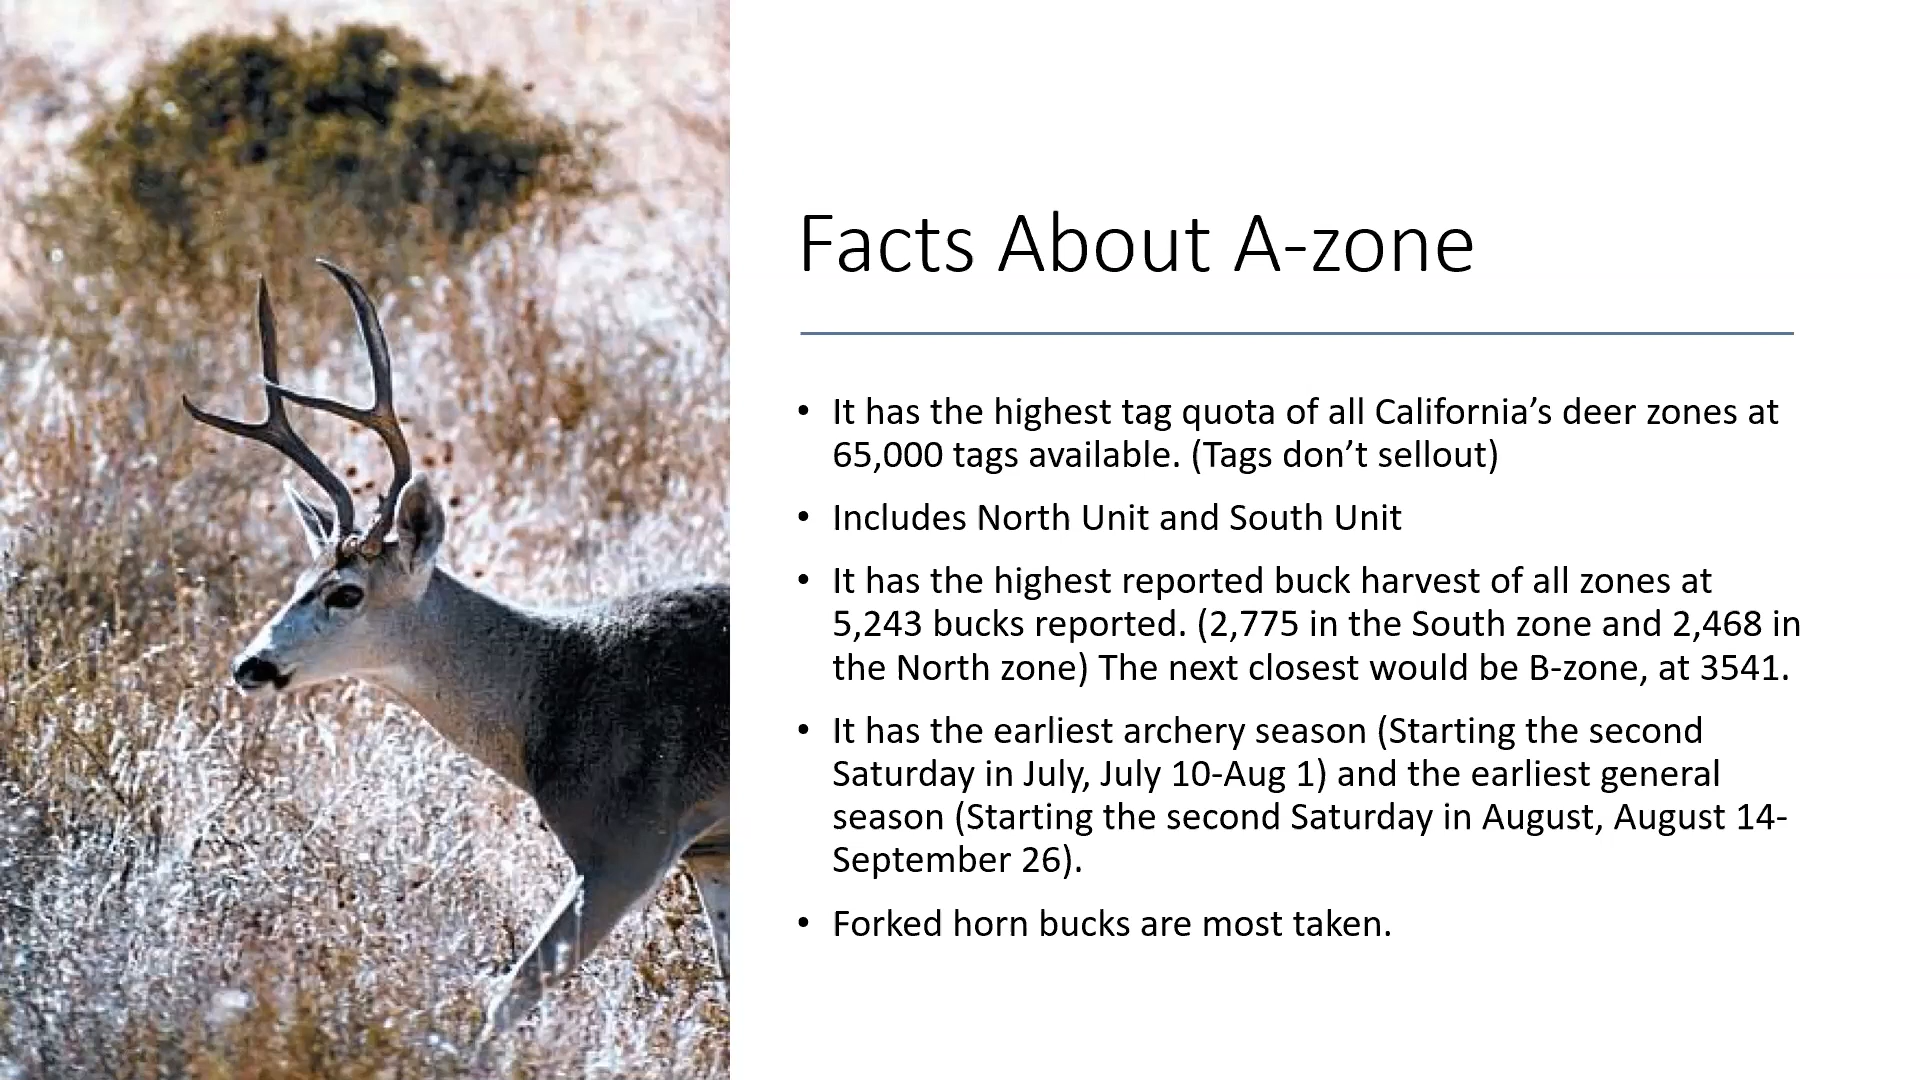 Facts About A-zone
• It has the highest tag quota of all California’s deer zones at
65,000 tags available. (Tags don’t sellout)
• Includes North Unit and South Unit
• It has the highest reported buck harvest of all zones at
5,243 bucks reported. (2,775 in the South zone and 2,468 in
the North zone) The next closest would be B-zone, at 3541.
• It has the earliest archery season (Starting the second
Saturday in July, July 10-Aug 1) and the earliest general
season (Starting the second Saturday in August, August 14-
September 26).
• Forked horn bucks are most taken.